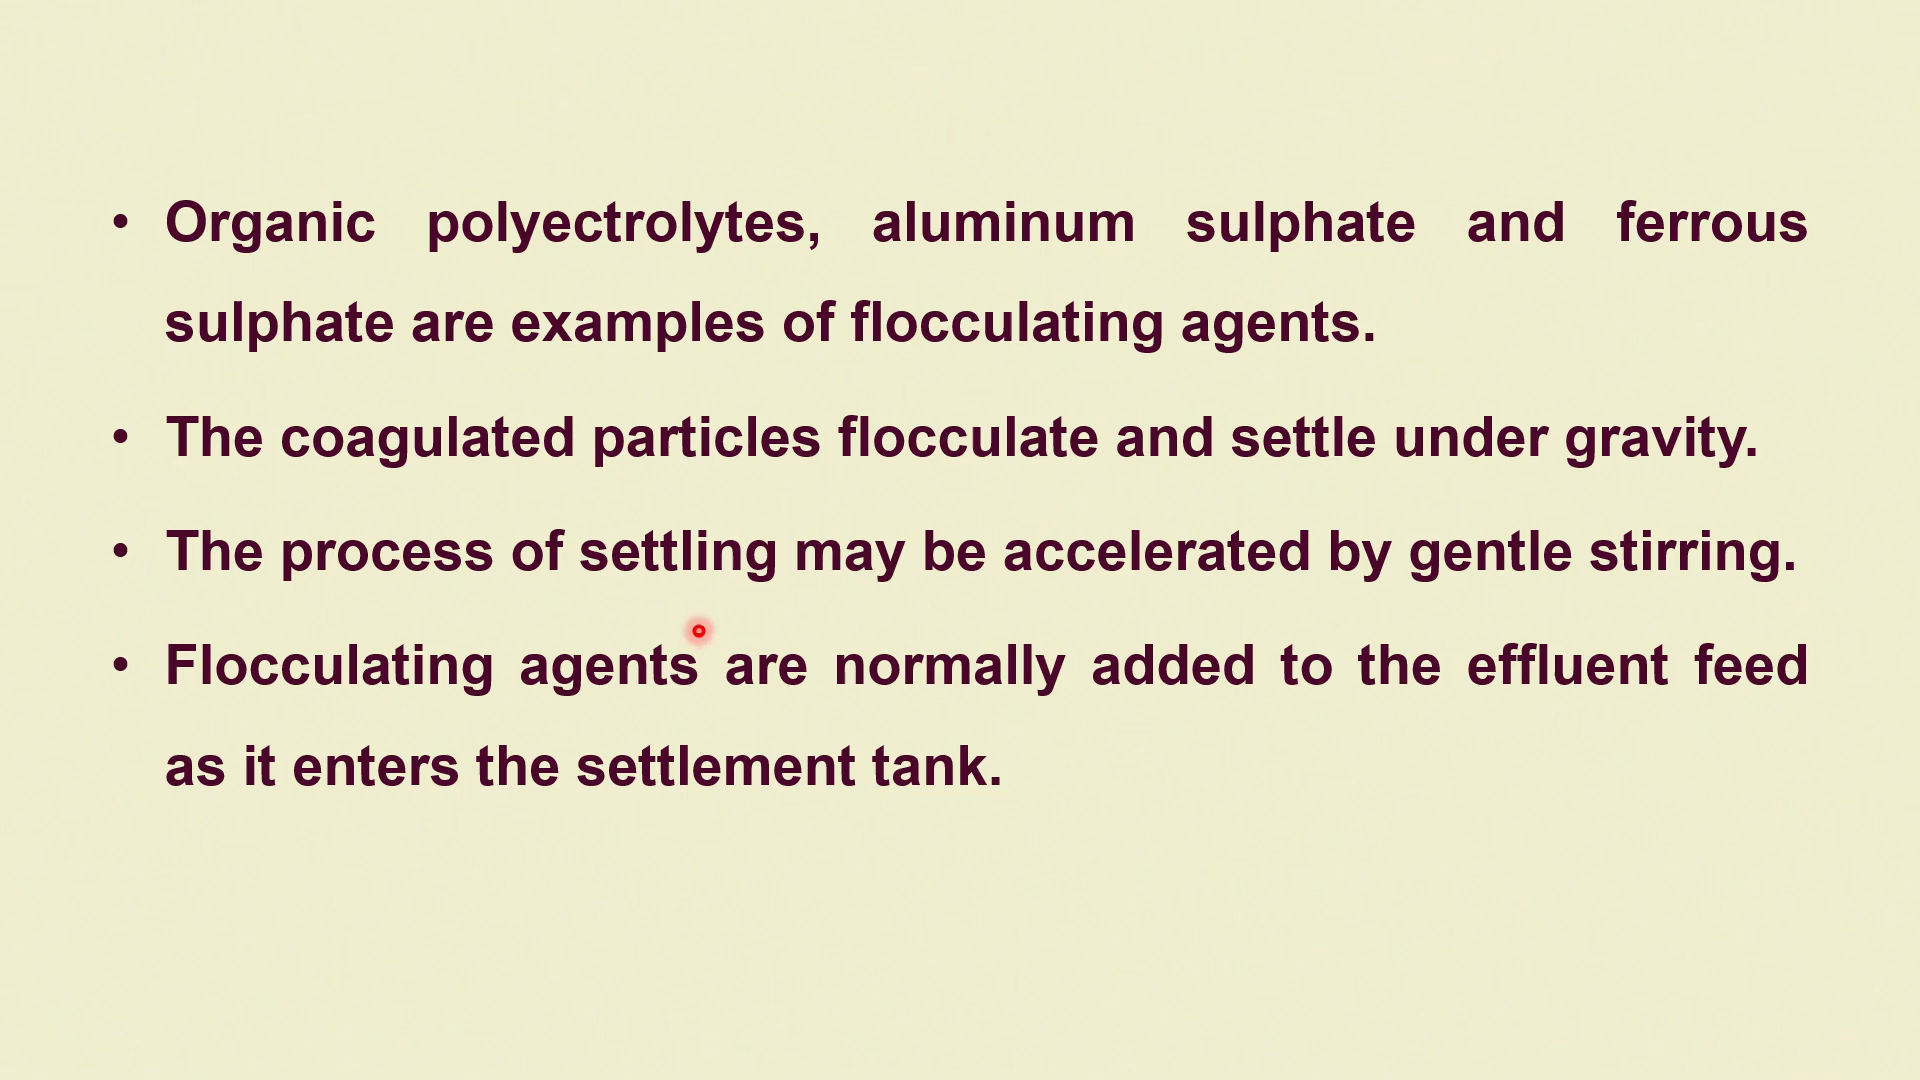 • Organic polyectrolytes, aluminum sulphate and ferrous
sulphate are examples of flocculating agents.
• The coagulated particles flocculate and settle under gravity.
• The process of settling may be accelerated by gentle stirring.
• Flocculating agents are normally added to the effluent feed
as it enters the settlement tank.